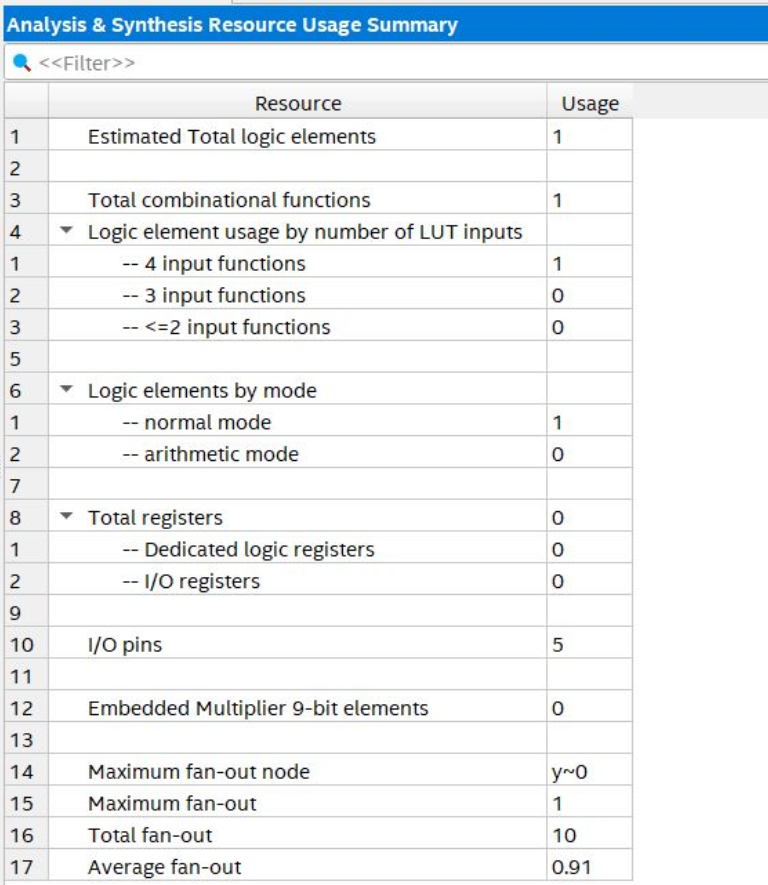 Analysis & Synthesis Resource Usage Summary
<<Filter>>
Resource Usage
1 Estimated Total logic elements 1
2
3 Total combinational functions 1
4 Logic element usage by number of LUT inputs
1 -- 4 input functions 1
2 -- 3 input functions 0
3 -- <=2 input functions 0
5
6 Logic elements by mode
1 -- normal mode 1
2 -- arithmetic mode 0
7
8 Total registers 0
1 -- Dedicated logic registers 0
2 -- I/O registers 0
9
10 I/O pins 5
11
12 Embedded Multiplier 9-bit elements 0
13
14 Maximum fan-out node y~0
15 Maximum fan-out 1
16 Total fan-out 10
17 Average fan-out 0.91